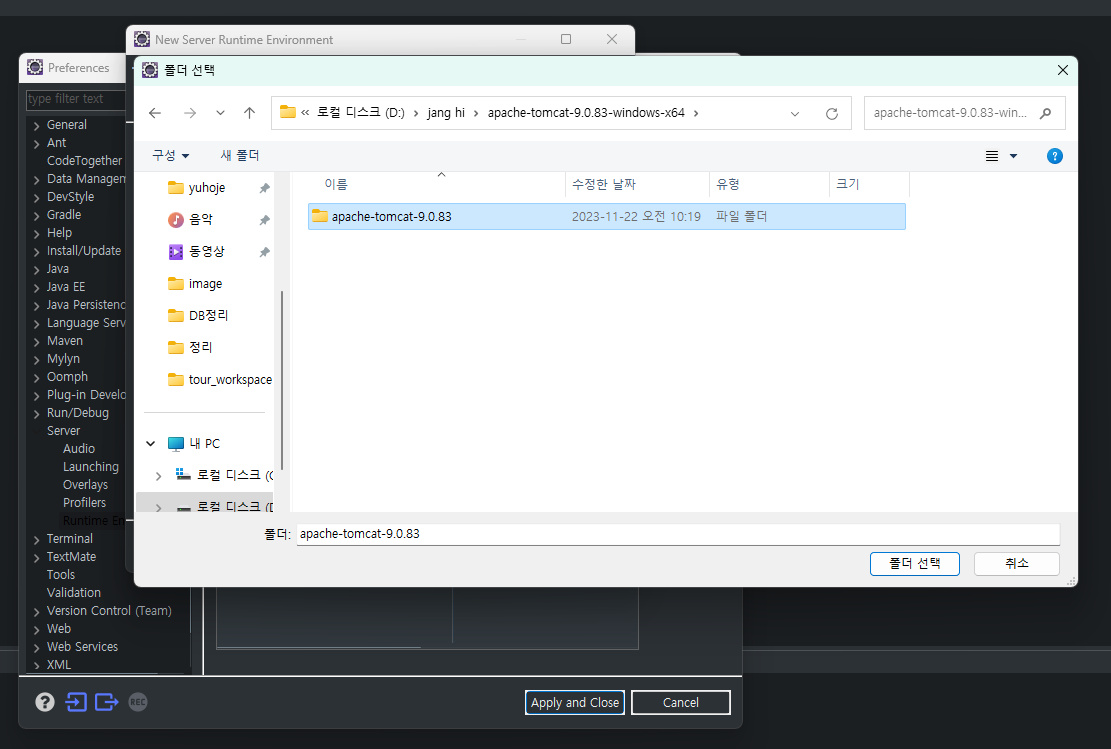 New Server Runtime Environment
Preferences
폴더 선택
type filter text
« 로컬 디스크 (D:) › jang hi › apache-tomcat-9.0.83-windows-x64 ›
apache-tomcat-9.0.83-win...
구성
새 폴더
이름
수정한 날짜
유형
크기
apache-tomcat-9.0.83
2023-11-22 오전 10:19
파일 폴더
yuhoje
음악
동영상
image
DB정리
정리
tour_workspace
내 PC
로컬 디스크 (
로컬 디스크 (
폴더: apache-tomcat-9.0.83
폴더 선택
취소
General
Ant
CodeTogether
Data Managem
DevStyle
Gradle
Help
Install/Update
Java
Java EE
Java Persistenc
Language Serv
Maven
Mylyn
Oomph
Plug-in Develo
Run/Debug
Server
Audio
Launching
Overlays
Profilers
Runtime En
Terminal
TextMate
Tools
Validation
Version Control (Team)
Web
Web Services
XML
REC
Apply and Close
Cancel